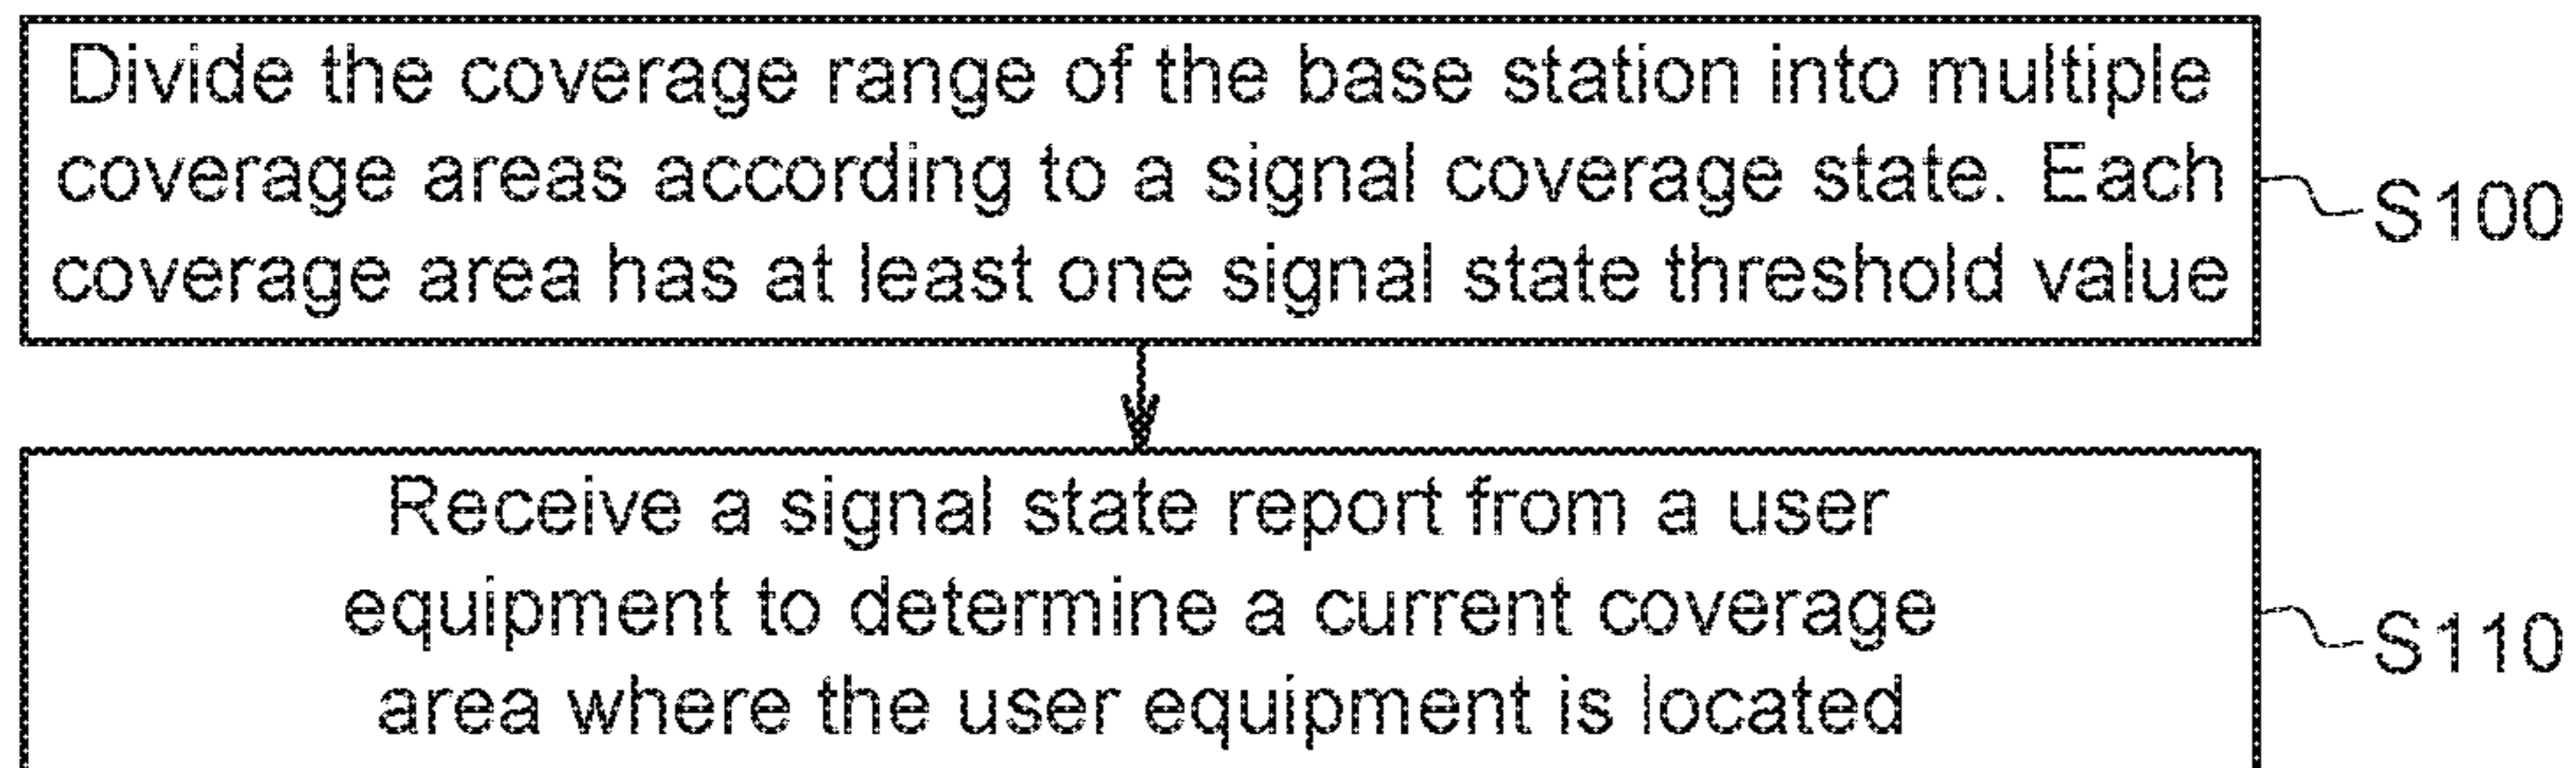 Divide the coverage range of the base station into multiple
coverage areas according to a signal coverage state. Each
coverage area has at least one signal state threshold value
S100
Receive a signal state report from a user
equipment to determine a current coverage
area where the user equipment is located
S110